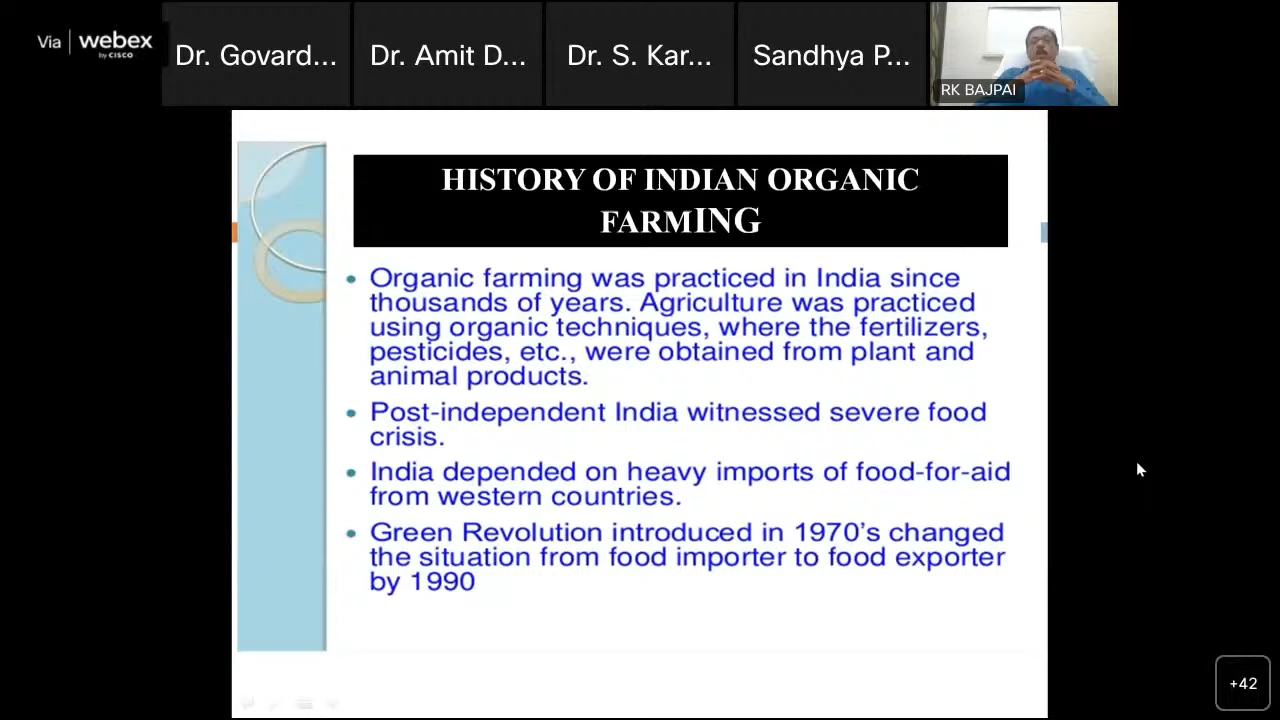 Via | webex
by CISCO
Dr. Govard...
Dr. Amit D...
Dr. S. Kar...
Sandhya P...
RK BAJPAI
HISTORY OF INDIAN ORGANIC
FARMING
• Organic farming was practiced in India since
thousands of years. Agriculture was practiced
using organic techniques, where the fertilizers,
pesticides, etc., were obtained from plant and
animal products.
• Post-independent India witnessed severe food
crisis.
• India depended on heavy imports of food-for-aid
from western countries.
• Green Revolution introduced in 1970's changed
the situation from food importer to food exporter
by 1990
+42